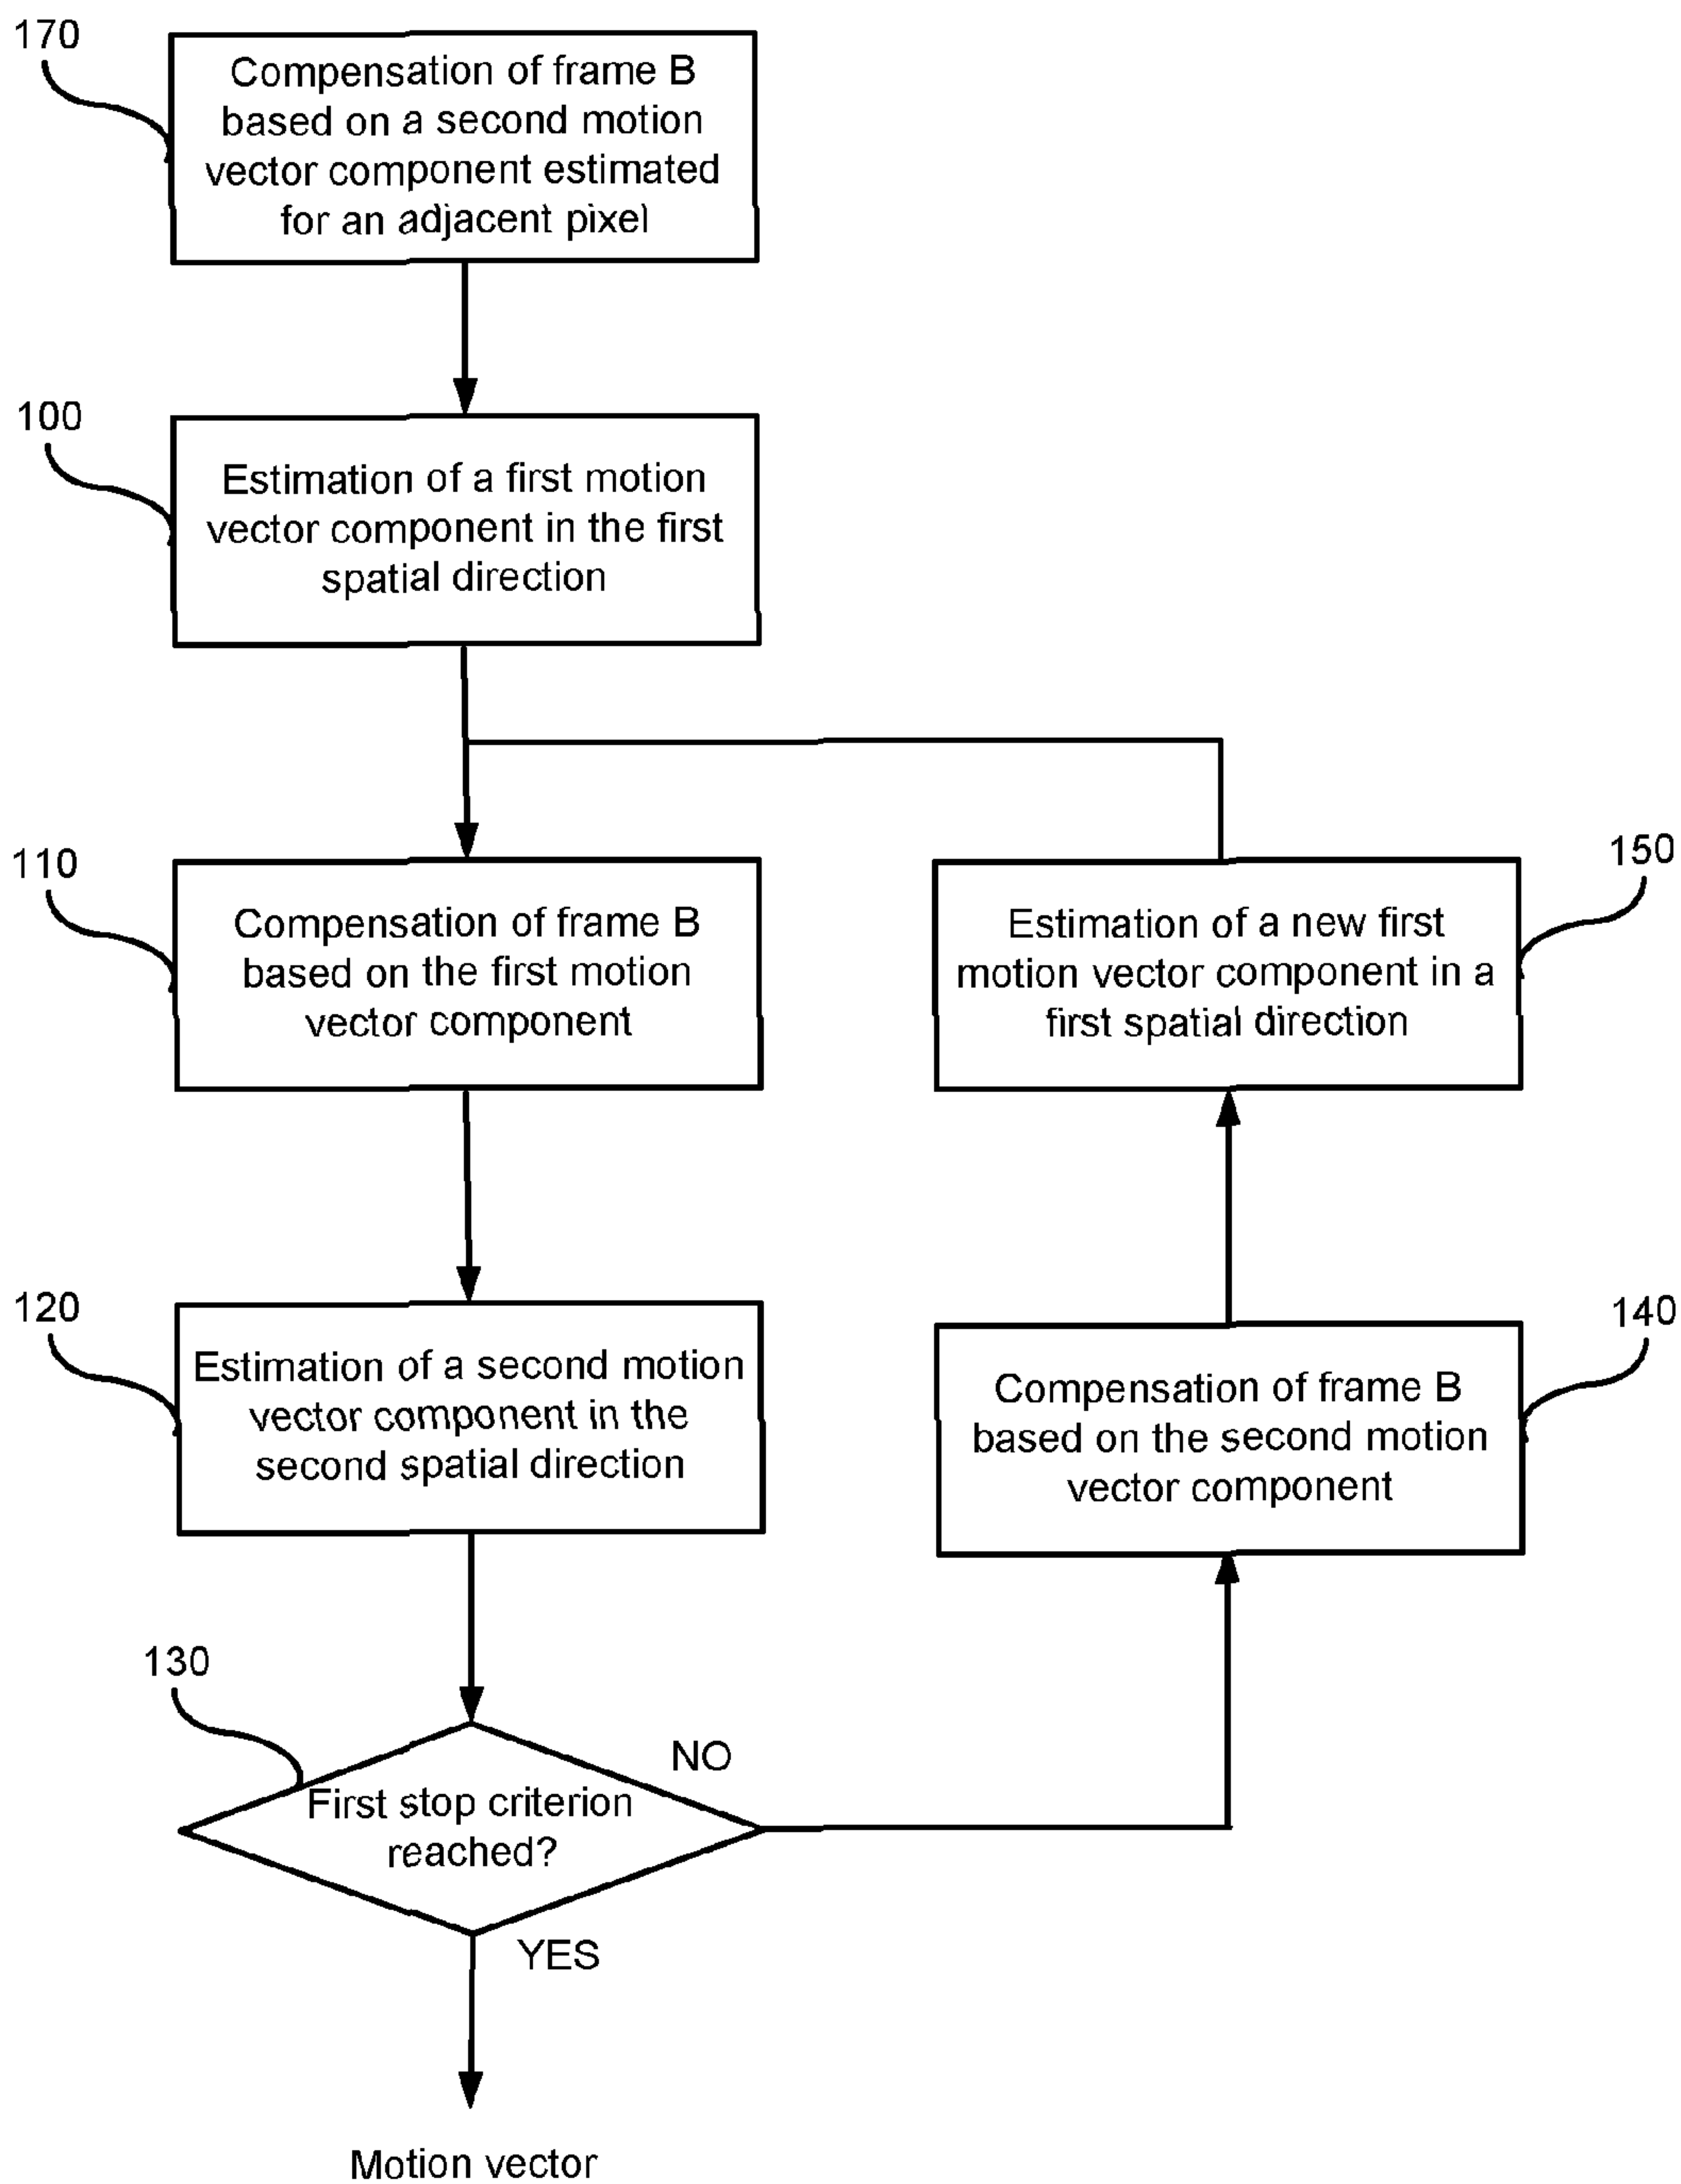 170
Compensation of frame B
based on a second motion
vector component estimated
for an adjacent pixel
100
Estimation of a first motion
vector component in the first
spatial direction
110
Compensation of frame B
based on the first motion
vector component
150
Estimation of a new first
motion vector component in a
first spatial direction
120
Estimation of a second motion
vector component in the
second spatial direction
140
Compensation of frame B
based on the second motion
vector component
130
First stop criterion
reached?
NO
YES
Motion vector